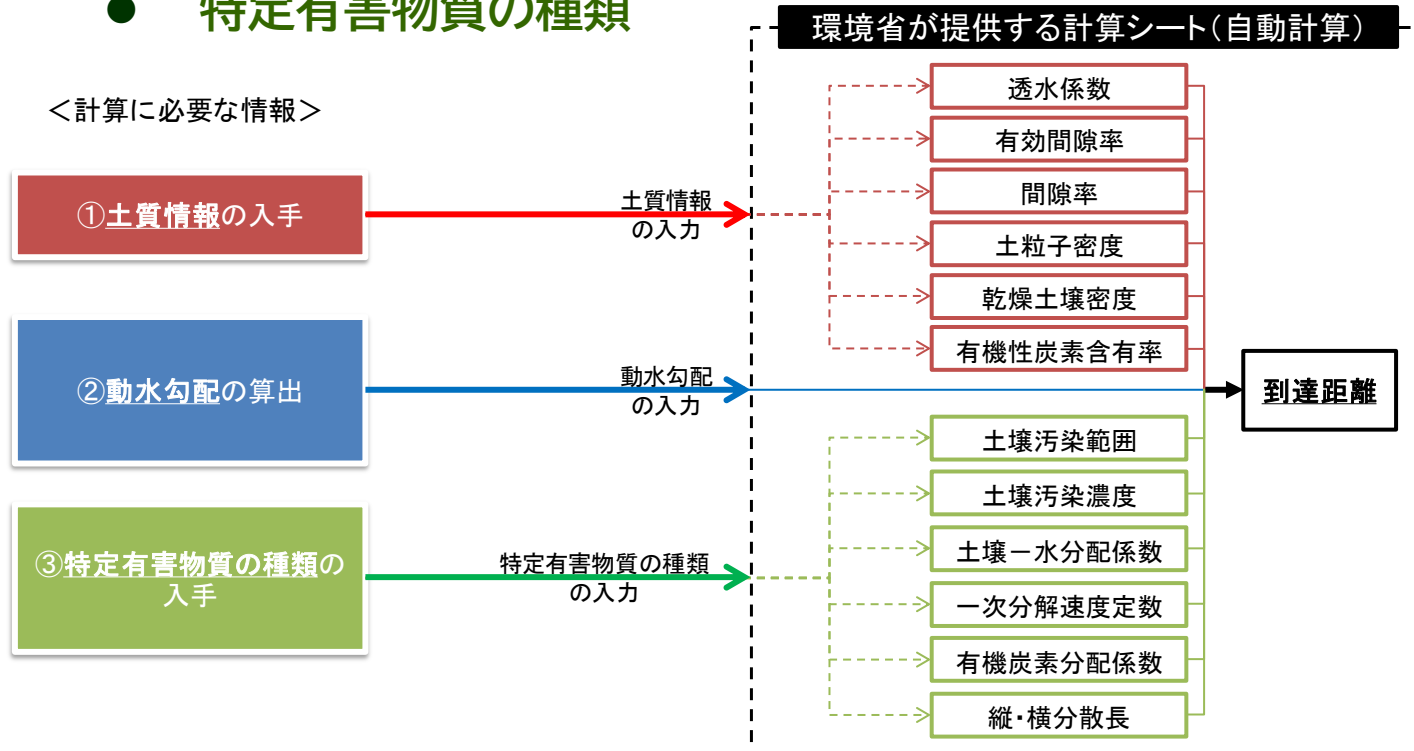 ● 特定有害物質の種類
環境省が提供する計算シート(自動計算)
<計算に必要な情報>
①土質情報の入手
土質情報
の入力
透水係数
有効間隙率
間隙率
土粒子密度
乾燥土壌密度
有機性炭素含有率
②動水勾配の算出
動水勾配
の入力
到達距離
③特定有害物質の種類の
入手
特定有害物質の種類
の入力
土壌汚染範囲
土壌汚染濃度
土壌－水分配係数
一次分解速度定数
有機炭素分配係数
縦・横分散長